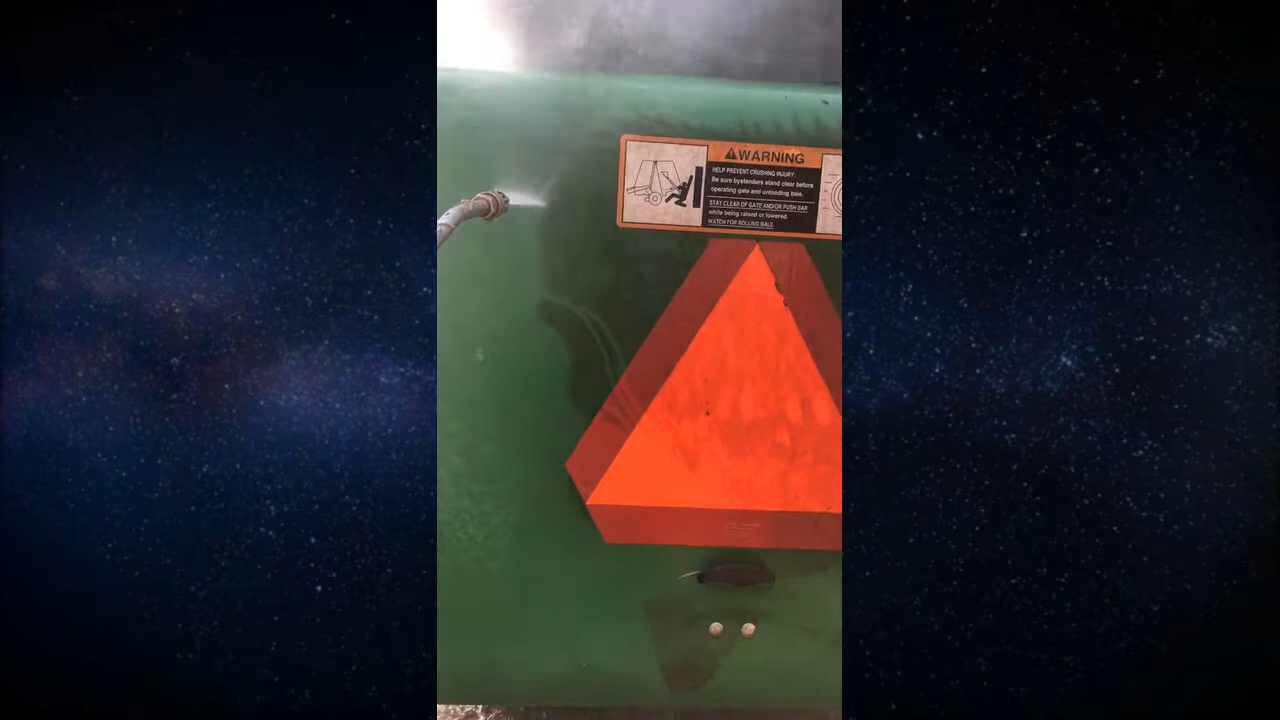 WARNING
HELP PREVENT CRUSHING INJURY:
Be sure bystanders stand clear before
operating gate and unloading bale.
STAY CLEAR OF GATE AND/OR PUSH BAR
while being raised or lowered.
WATCH FOR ROLLING BALE